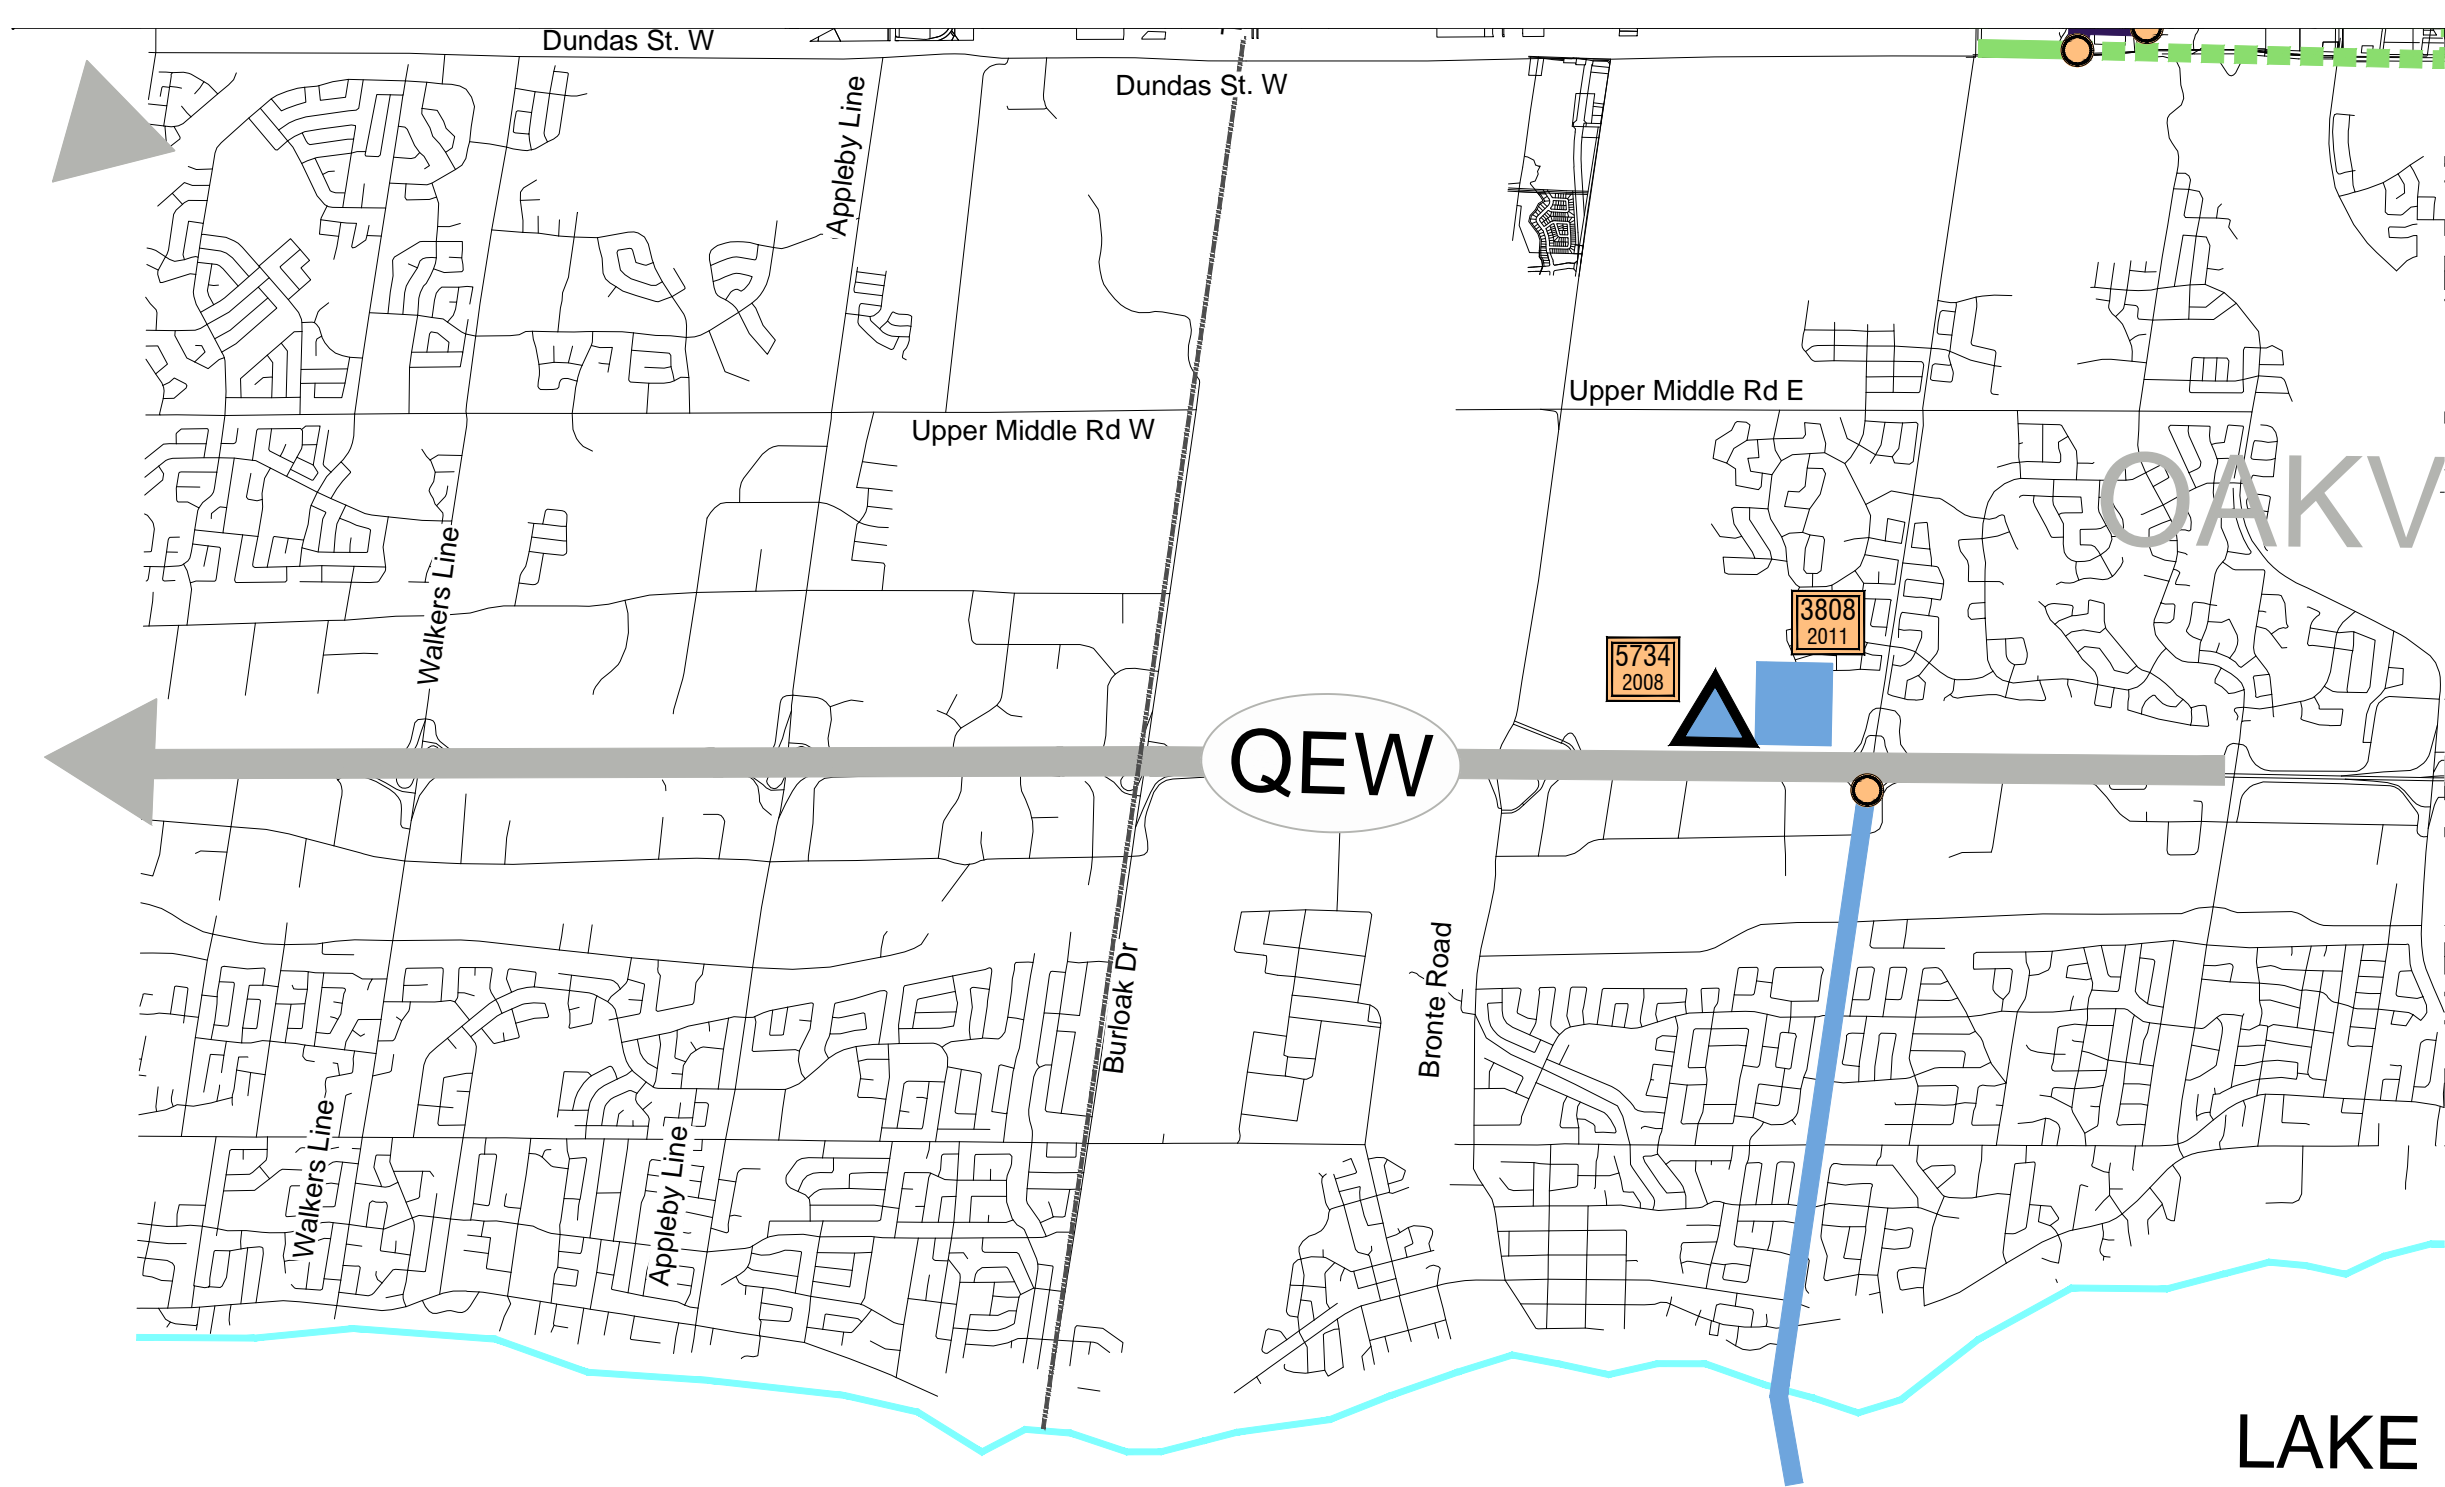 Dundas St. W
Dundas St. W
Appleby Line
Upper Middle Rd E
Upper Middle Rd W
OAKV
Walkers Line
3808
2011
5734
2008
QEW
Burloak Dr
Bronte Road
Walkers Line
Appleby Line
LAKE